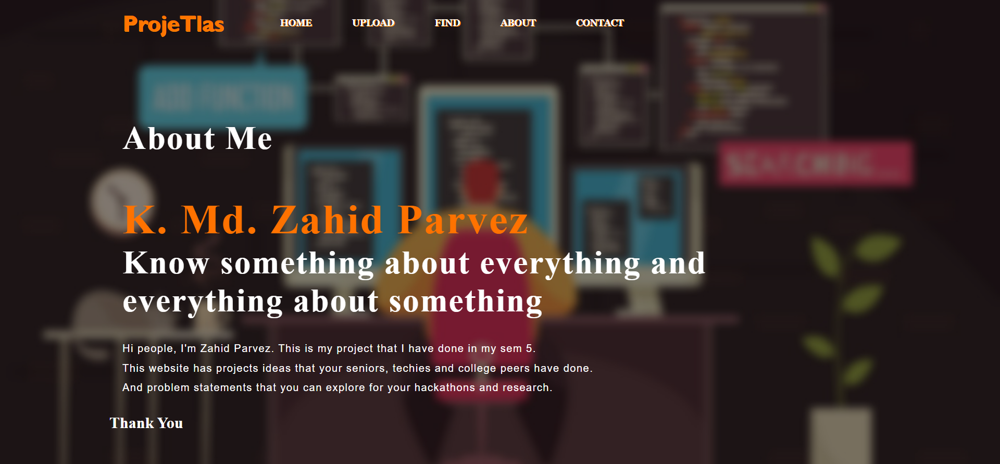 ProjeTlas
HOME UPLOAD FIND ABOUT CONTACT
ADD FUNCTION
About Me
K. Md. Zahid Parvez
Know something about everything and
everything about something
Hi people, I'm Zahid Parvez. This is my project that I have done in my sem 5.
This website has projects ideas that your seniors, techies and college peers have done.
And problem statements that you can explore for your hackathons and research.
Thank You